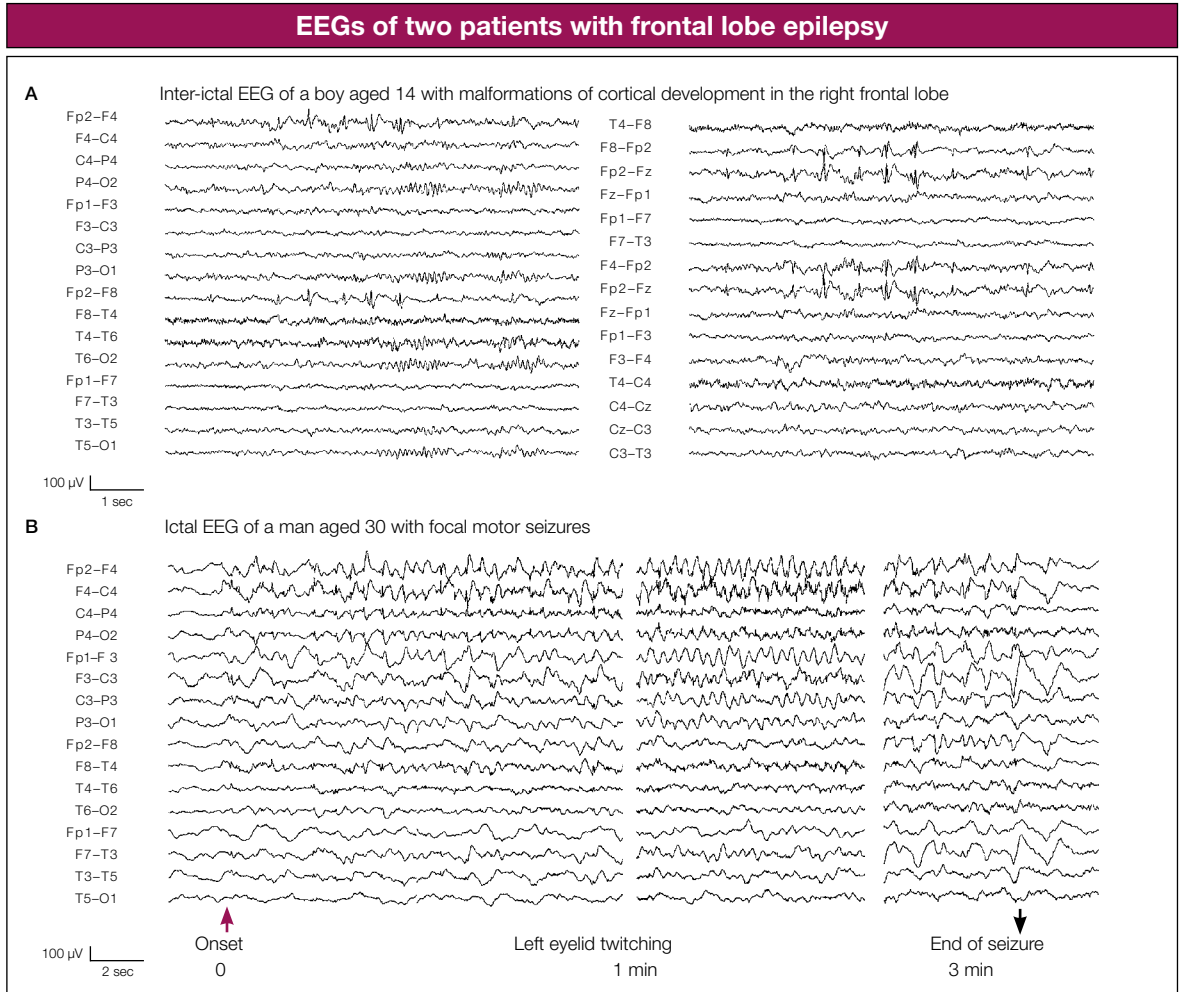 EEGs of two patients with frontal lobe epilepsy
A Inter-ictal EEG of a boy aged 14 with malformations of cortical development in the right frontal lobe
Fp2–F4
F4–C4
C4–P4
P4–O2
Fp1–F3
F3–C3
C3–P3
P3–O1
Fp2–F8
F8–T4
T4–T6
T6–O2
Fp1–F7
F7–T3
T3–T5
T5–O1
100 µV
1 sec
T4–F8
F8–Fp2
Fp2–Fz
Fz–Fp1
Fp1–F7
F7–T3
F4–Fp2
Fp2–Fz
Fz–Fp1
Fp1–F3
F3–F4
T4–C4
C4–Cz
Cz–C3
C3–T3
B Ictal EEG of a man aged 30 with focal motor seizures
Fp2–F4
F4–C4
C4–P4
P4–O2
Fp1–F 3
F3–C3
C3–P3
P3–O1
Fp2–F8
F8–T4
T4–T6
T6–O2
Fp1–F7
F7–T3
T3–T5
T5–O1
100 µV
2 sec
Onset
0
Left eyelid twitching
1 min
End of seizure
3 min